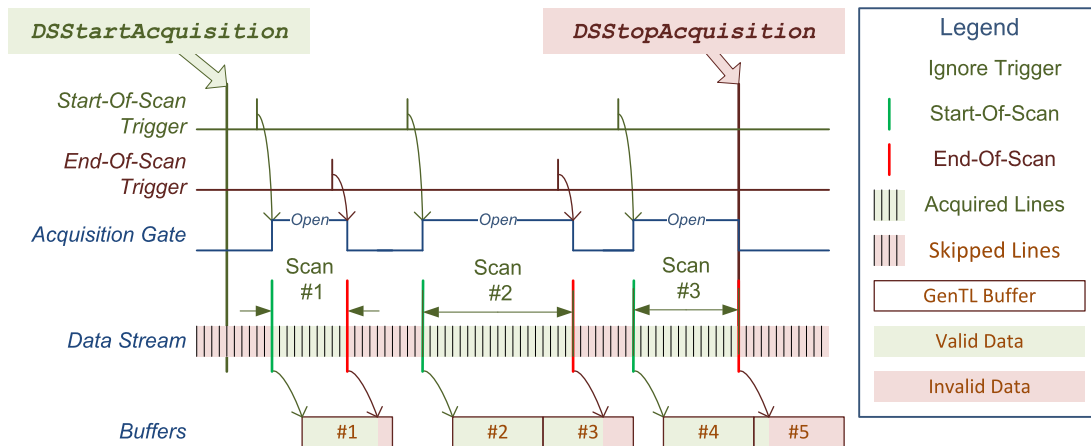 DSStartAcquisition
DSStopAcquisition
Start-Of-Scan
Trigger
End-Of-Scan
Trigger
Acquisition Gate
Open
Open
Open
Scan
#1
Scan
#2
Scan
#3
Data Stream
Buffers
#1
#2
#3
#4
#5
Legend
Ignore Trigger
Start-Of-Scan
End-Of-Scan
Acquired Lines
Skipped Lines
GenTL Buffer
Valid Data
Invalid Data